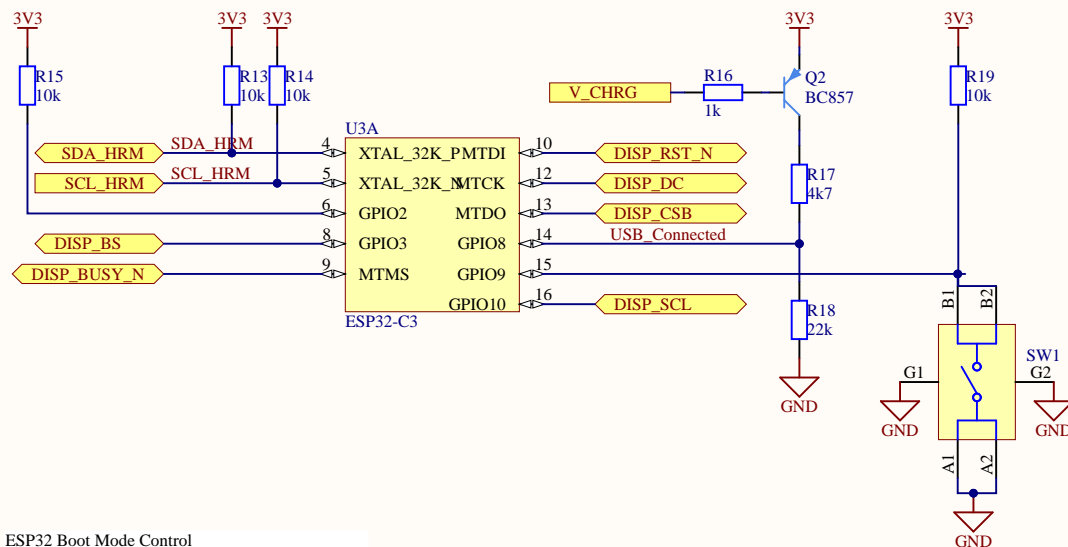 3V3 3V3 3V3 3V3 3V3
R15 10k
R13 10k
R14 10k
R16 1k
V_CHRG
Q2
BC857
R19 10k
U3A
SDA_HRM SDA_HRM 4 XTAL_32K_P MTDI 10 DISP_RST_N
SCL_HRM SCL_HRM 5 XTAL_32K_N MTCK 12 DISP_DC
6 GPIO2 MTDO 13 DISP_CSB
R17 4k7
DISP_BS 8 GPIO3 GPIO8 14 USB_Connected
DISP_BUSY_N 9 MTMS GPIO9 15
GPIO10 16 DISP_SCL
ESP32-C3
R18 22k
GND
B1 B2
SW1
G1 G2
GND GND
A1 A2
GND
ESP32 Boot Mode Control